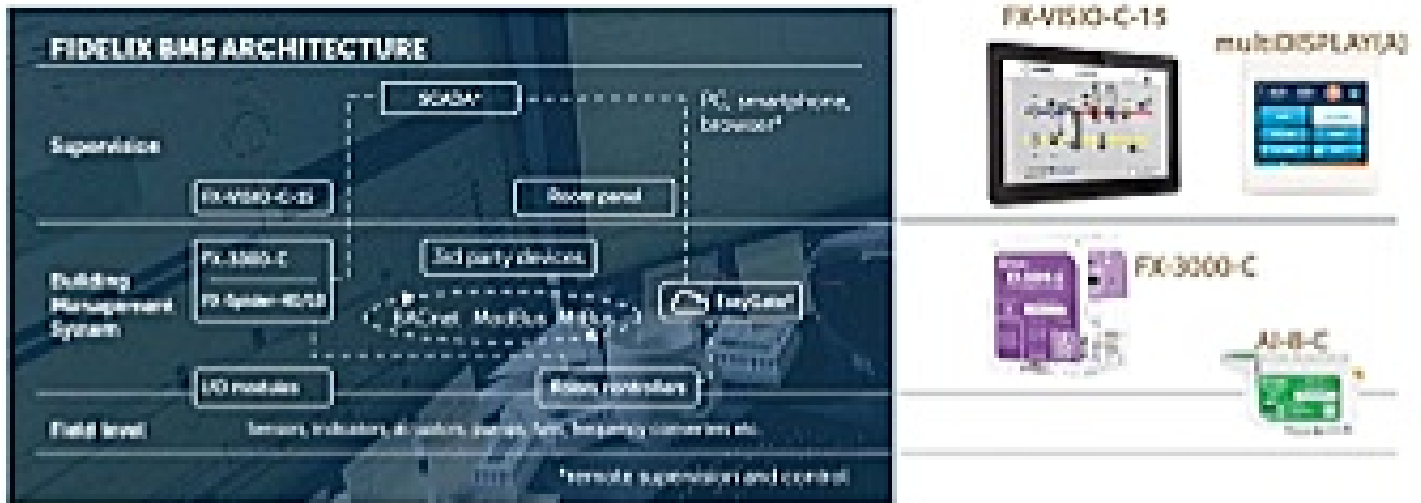 FIDELIX BMS ARCHITECTURE
SCADA*
PC, smartphone,
browser*
Supervision
FX-VISIO-C-15
Room panel
FX-3000-C
3rd party devices
Building
Management
System
FX-Spider-40/50
EasyGate*
BACnet Modbus M-Bus
I/O modules
Room controllers
Field level
Sensors, indicators, actuators, pumps, fans, frequency converters etc.
*remote supervision and control
FX-VISIO-C-15
multiDISPLAY(A)
FX-3000-C
AI-8-C